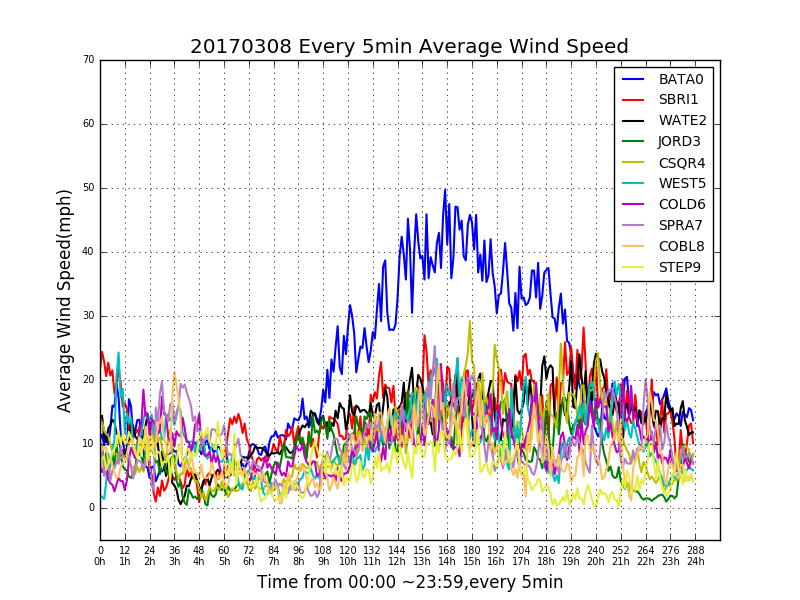 20170308 Every 5min Average Wind Speed
70
60
50
40
30
20
10
0
Average Wind Speed(mph)
BATA0
SBRI1
WATE2
JORD3
CSQR4
WEST5
COLD6
SPRA7
COBL8
STEP9
0 12 24 36 48 60 72 84 96 108 120 132 144 156 168 180 192 204 216 228 240 252 264 276 288
0h 1h 2h 3h 4h 5h 6h 7h 8h 9h 10h 11h 12h 13h 14h 15h 16h 17h 18h 19h 20h 21h 22h 23h 24h
Time from 00:00 ~23:59,every 5min